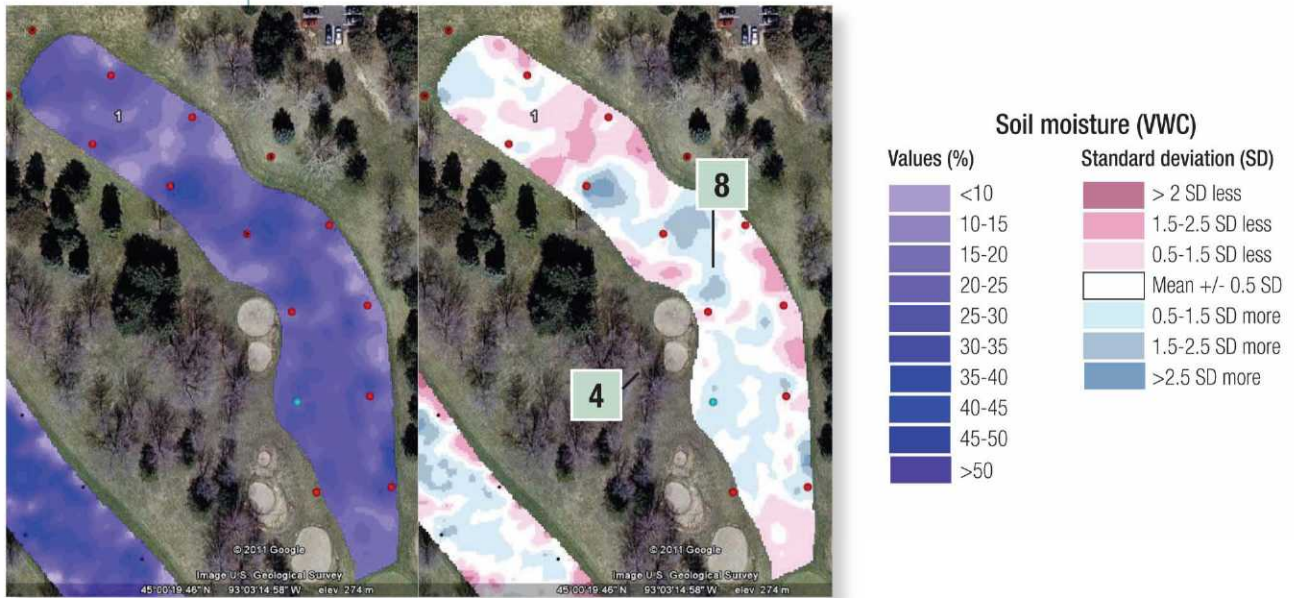 1
1
8
4
© 2011 Google
Image U.S. Geological Survey
45°00'19.46" N 93°03'14.58" W elev 274 m
© 2011 Google
Image U.S. Geological Survey
45°00'19.46" N 93°03'14.58" W elev 274 m
Soil moisture (VWC)
Values (%)
<10
10-15
15-20
20-25
25-30
30-35
35-40
40-45
45-50
>50
Standard deviation (SD)
> 2 SD less
1.5-2.5 SD less
0.5-1.5 SD less
Mean +/- 0.5 SD
0.5-1.5 SD more
1.5-2.5 SD more
>2.5 SD more